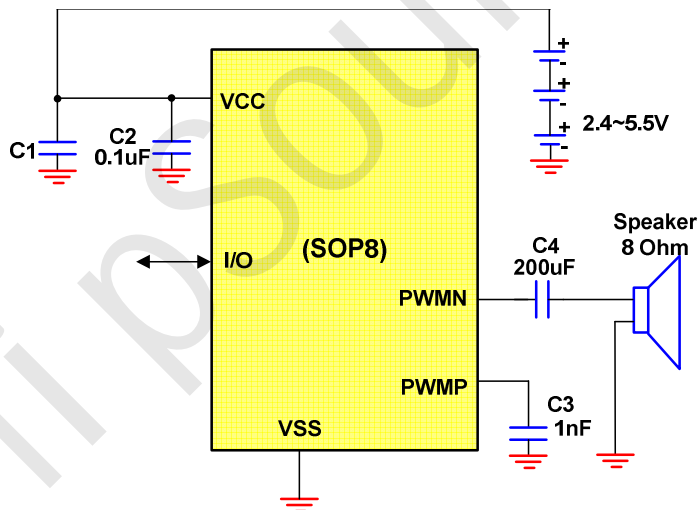 VCC
C1
C2
0.1uF
+
-
+
-
+
-
2.4~5.5V
I/O
(SOP8)
C4
200uF
Speaker
8 Ohm
PWMN
PWMP
C3
1nF
VSS